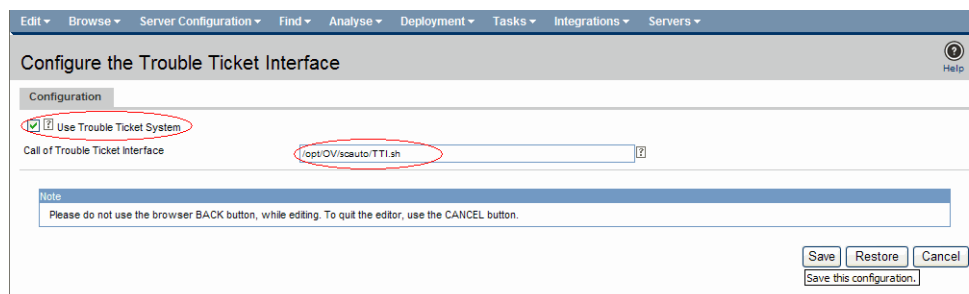 Edit Browse Server Configuration Find Analyse Deployment Tasks Integrations Servers
Configure the Trouble Ticket Interface
Help
Configuration
Use Trouble Ticket System
Call of Trouble Ticket Interface /opt/OV/scauto/TTI.sh
Note
Please do not use the browser BACK button, while editing. To quit the editor, use the CANCEL button.
Save Restore Cancel
Save this configuration.